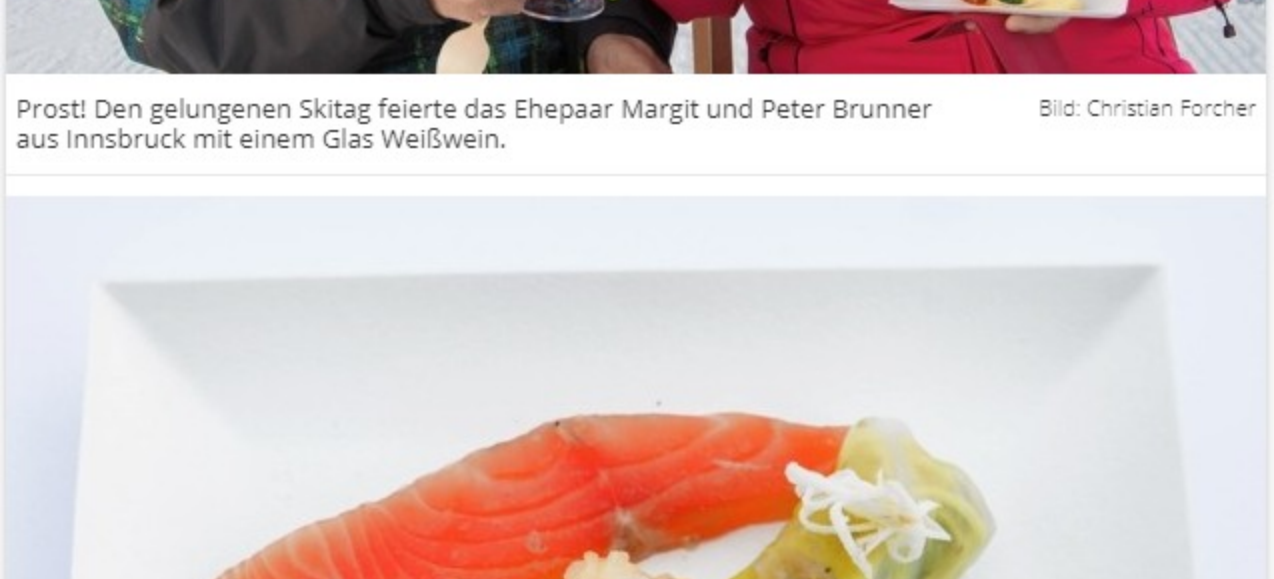 Prost! Den gelungenen Skitag feierte das Ehepaar Margit und Peter Brunner
aus Innsbruck mit einem Glas Weißwein.
Bild: Christian Forcher